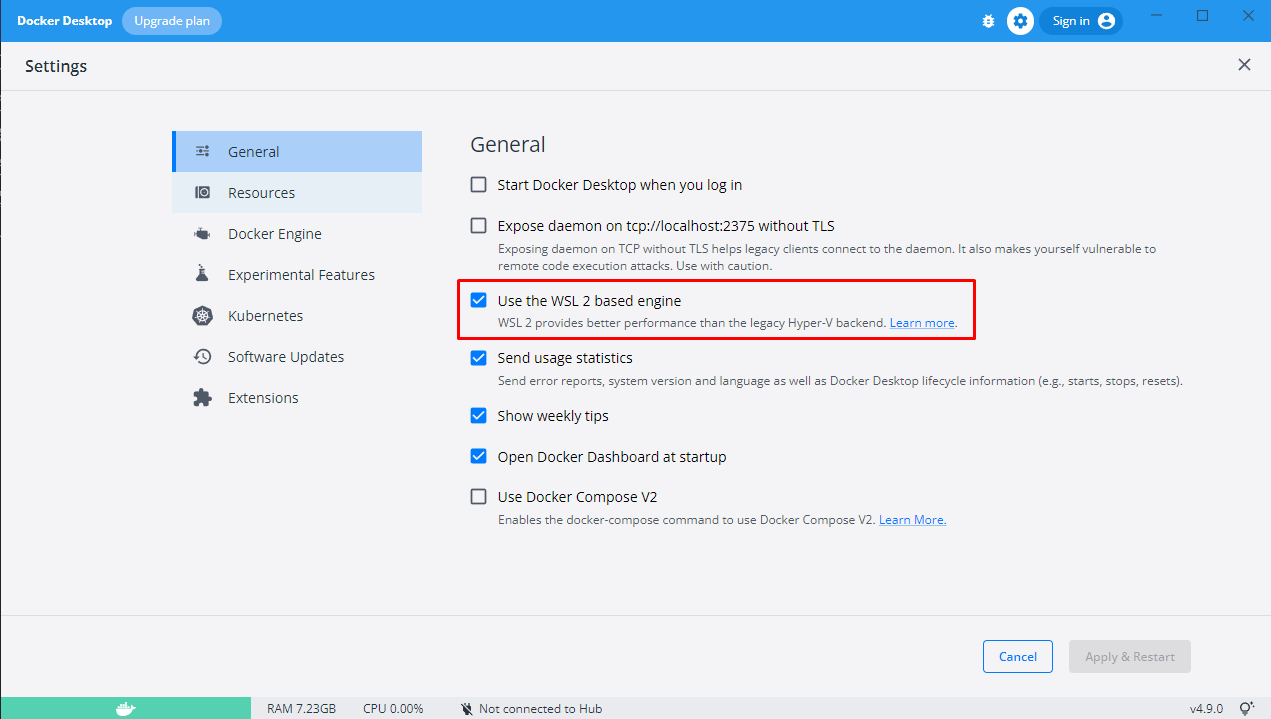 Docker Desktop
Upgrade plan
Sign in
Settings
General
Resources
Docker Engine
Experimental Features
Kubernetes
Software Updates
Extensions
General
Start Docker Desktop when you log in
Expose daemon on tcp://localhost:2375 without TLS
Exposing daemon on TCP without TLS helps legacy clients connect to the daemon. It also makes yourself vulnerable to
remote code execution attacks. Use with caution.
Use the WSL 2 based engine
WSL 2 provides better performance than the legacy Hyper-V backend. Learn more.
Send usage statistics
Send error reports, system version and language as well as Docker Desktop lifecycle information (e.g., starts, stops, resets).
Show weekly tips
Open Docker Dashboard at startup
Use Docker Compose V2
Enables the docker-compose command to use Docker Compose V2. Learn More.
Cancel
Apply & Restart
RAM 7.23GB
CPU 0.00%
Not connected to Hub
v4.9.0